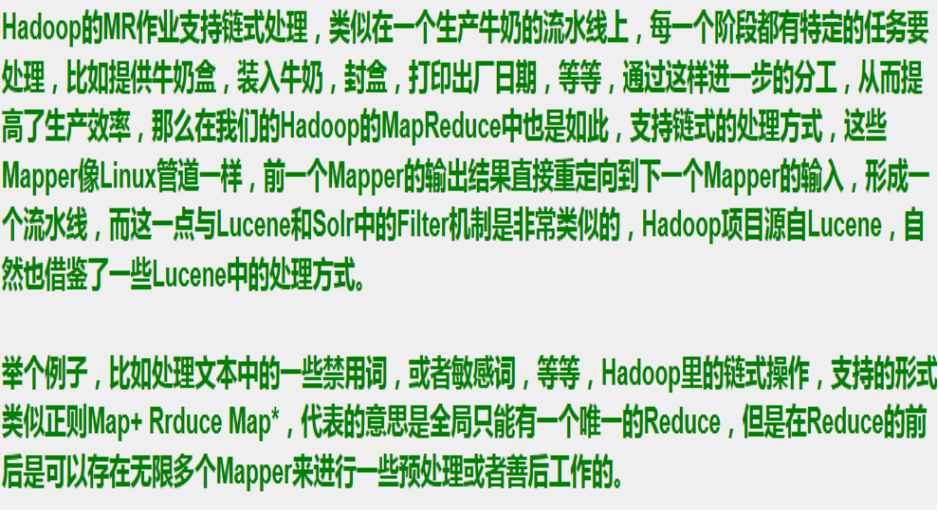 Hadoop的MR作业支持链式处理，类似在一个生产牛奶的流水线上，每一个阶段都有特定的任务要
处理，比如提供牛奶盒，装入牛奶，封盒，打印出厂日期，等等，通过这样进一步的分工，从而提
高了生产效率，那么在我们的Hadoop的MapReduce中也是如此，支持链式的处理方式，这些
Mapper像Linux管道一样，前一个Mapper的输出结果直接重定向到下一个Mapper的输入，形成一
个流水线，而这一点与Lucene和Solr中的Filter机制是非常类似的，Hadoop项目源自Lucene，自
然也借鉴了一些Lucene中的处理方式。
举个例子，比如处理文本中的一些禁用词，或者敏感词，等等，Hadoop里的链式操作，支持的形式
类似正则Map+ Rrduce Map*，代表的意思是全局只能有一个唯一的Reduce，但是在Reduce的前
后是可以存在无限多个Mapper来进行一些预处理或者善后工作的。